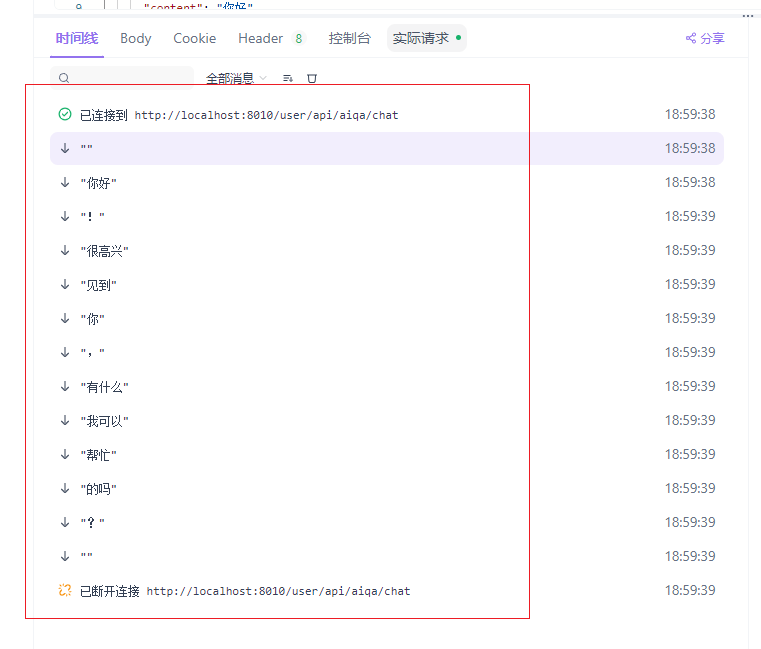 9 "content": "你好"
时间线 Body Cookie Header 8 控制台 实际请求 分享
全部消息
已连接到 http://localhost:8010/user/api/aiqa/chat 18:59:38
"" 18:59:38
"你好" 18:59:38
"！" 18:59:39
"很高兴" 18:59:39
"见到" 18:59:39
"你" 18:59:39
"，" 18:59:39
"有什么" 18:59:39
"我可以" 18:59:39
"帮忙" 18:59:39
"的吗" 18:59:39
"？" 18:59:39
"" 18:59:39
已断开连接 http://localhost:8010/user/api/aiqa/chat 18:59:39